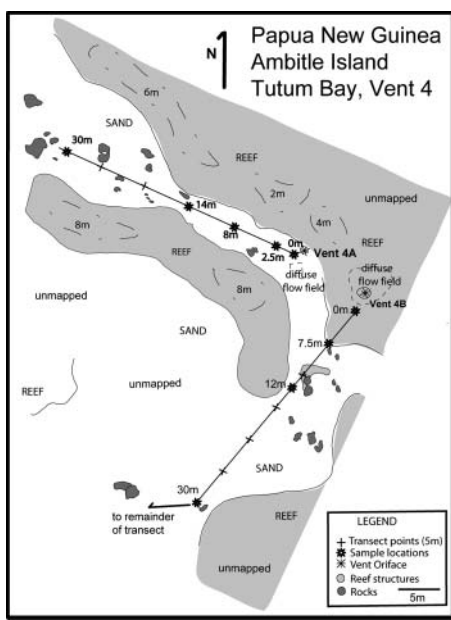 Papua New Guinea
Ambitle Island
Tutum Bay, Vent 4
N
6m
SAND
30m
REEF
2m
unmapped
14m
4m
8m
8m
0m
REEF
REEF
Vent 4A
2.5m
diffuse
flow field
diffuse
flow field
8m
unmapped
Vent 4B
0m
SAND
7.5m
REEF
unmapped
12m
SAND
30m
to remainder
of transect
REEF
unmapped
LEGEND
Transect points (5m)
Sample locations
Vent Oriface
Reef structures
Rocks
5m